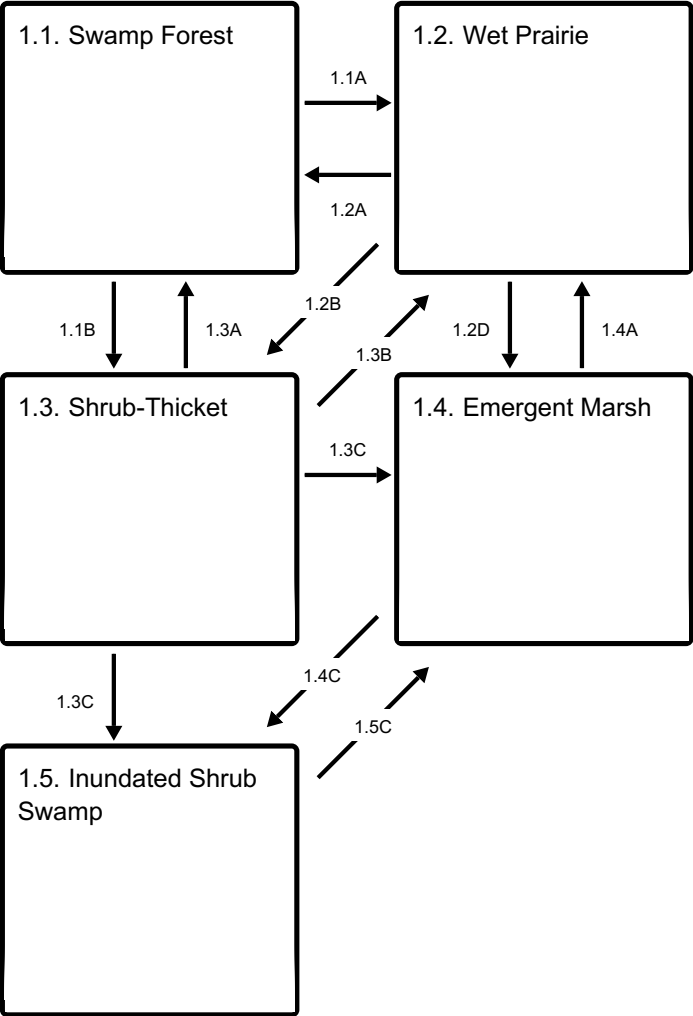 1.1. Swamp Forest
1.2. Wet Prairie
1.1A
1.2A
1.2B
1.1B
1.3A
1.3B
1.2D
1.4A
1.3. Shrub-Thicket
1.4. Emergent Marsh
1.3C
1.4C
1.3C
1.5C
1.5. Inundated Shrub
Swamp